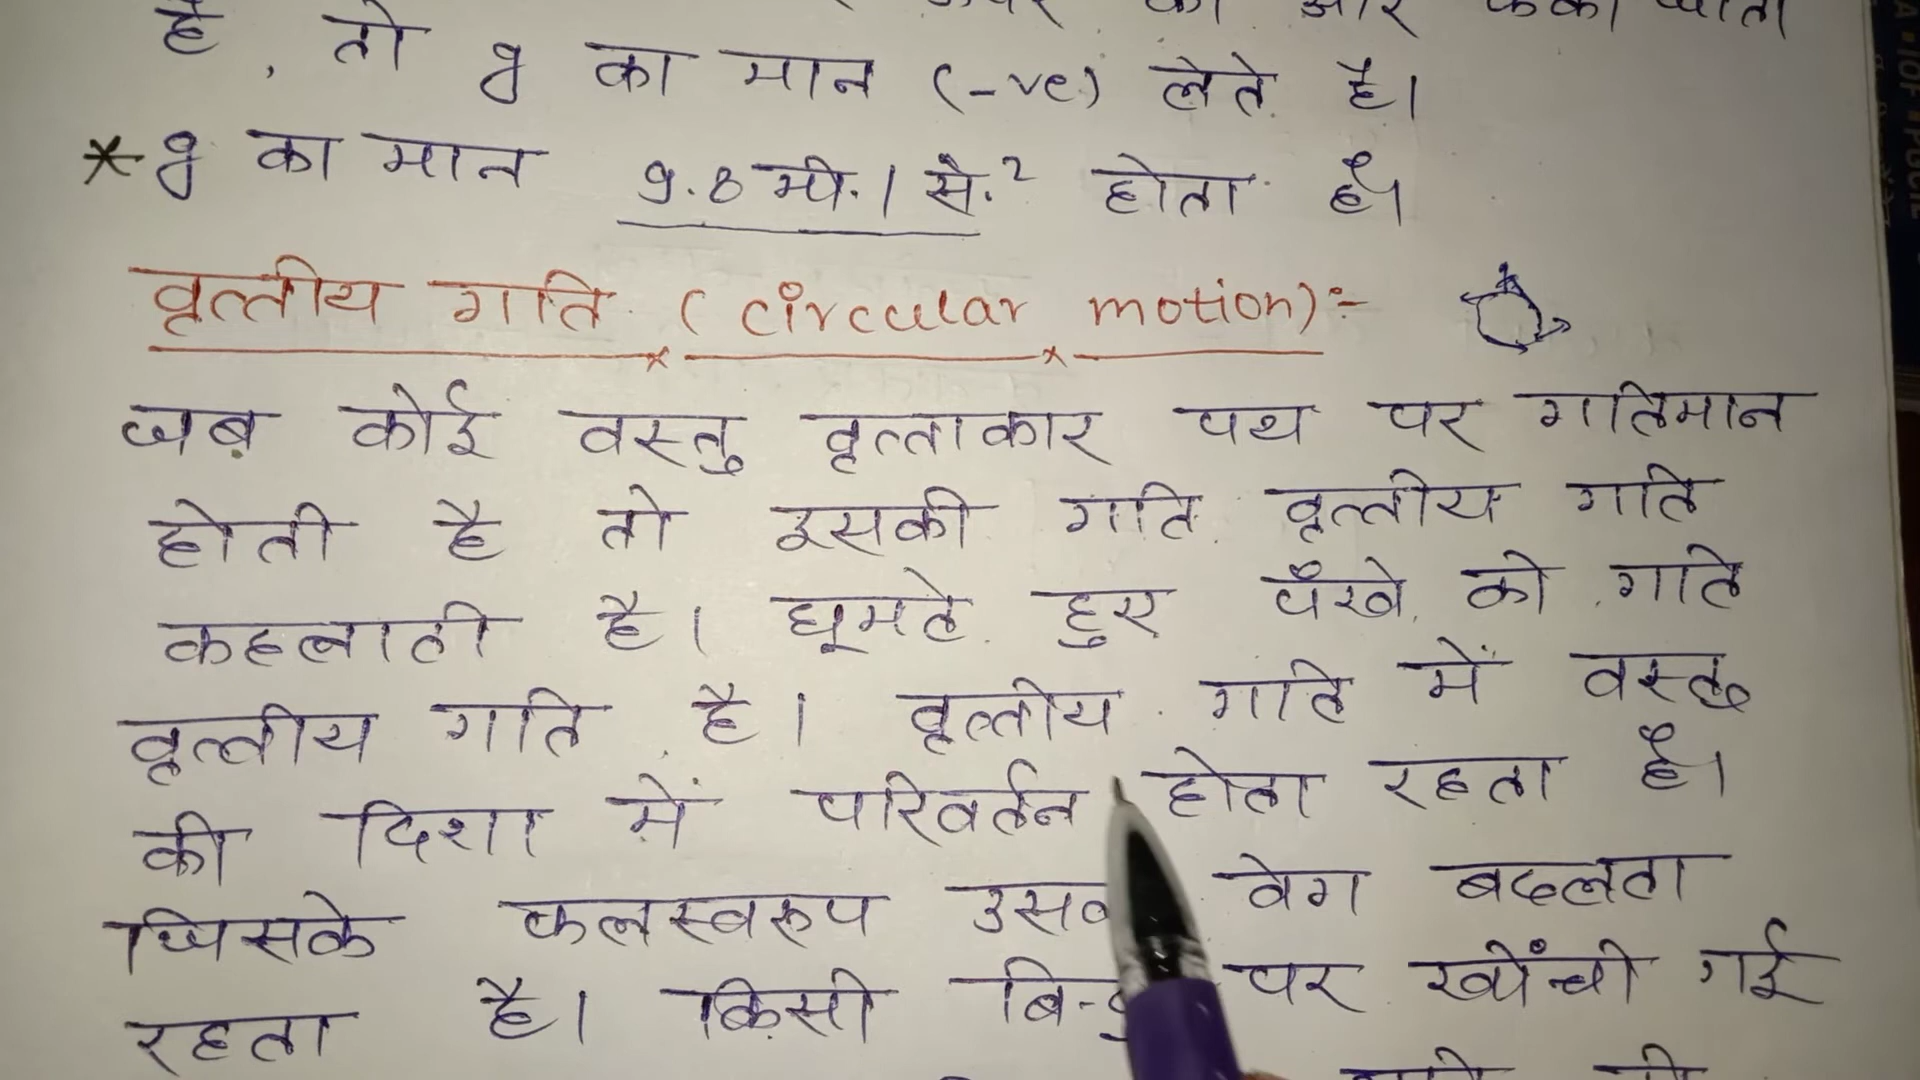 को ओर
है, तो g का मान (-ve) लेते है।
* g का मान 9.8 मी./से.² होता है।
वृत्तीय गति (circular motion):-
जब कोई वस्तु वृत्ताकार पथ पर गतिमान
होती है तो उसकी गति वृत्तीय गति
कहलाती है। घूमते हुए पँखे की गति
वृत्तीय गति है। वृत्तीय गति में वस्तु
की दिशा में परिवर्तन होता रहता है।
जिसके फलस्वरूप वेग बदलता
रहता है। किसी पर खींची गई